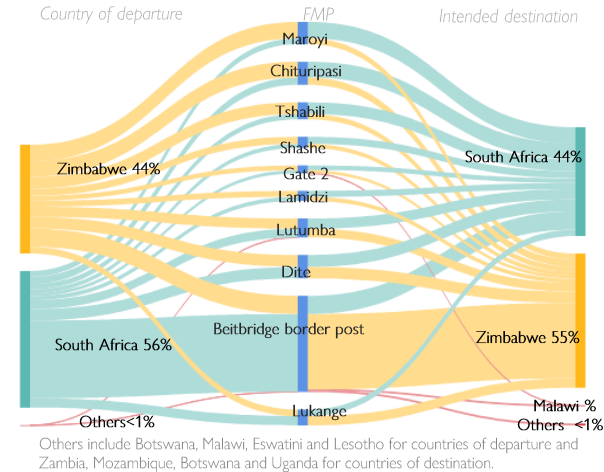 Country of departure
FMP
Intended destination
Maroyi
Chituripasi
Tshabili
Shashe
Gate 2
Lamidzi
Lutumba
Dite
Beitbridge border post
Lukange
Zimbabwe 44%
South Africa 56%
Others<1%
South Africa 44%
Zimbabwe 55%
Malawi %
Others <1%
Others include Botswana, Malawi, Eswatini and Lesotho for countries of departure and
Zambia, Mozambique, Botswana and Uganda for countries of destination.